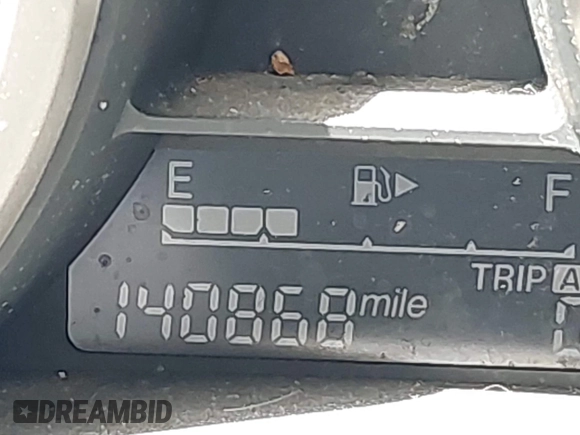 E F
TRIP A
140868 mile
DREAMBID